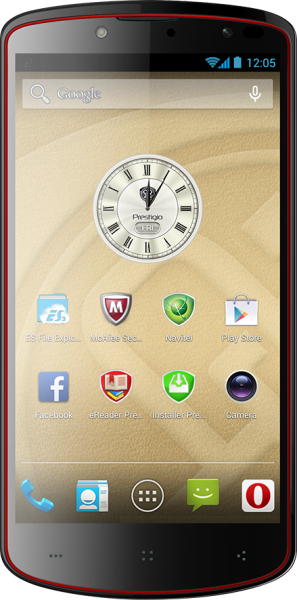 12:05
Google
Prestigio
FRI
ES File Explo... McAfee Sec... Navitel Play Store
Facebook eReader Pre... Installer Pre... Camera